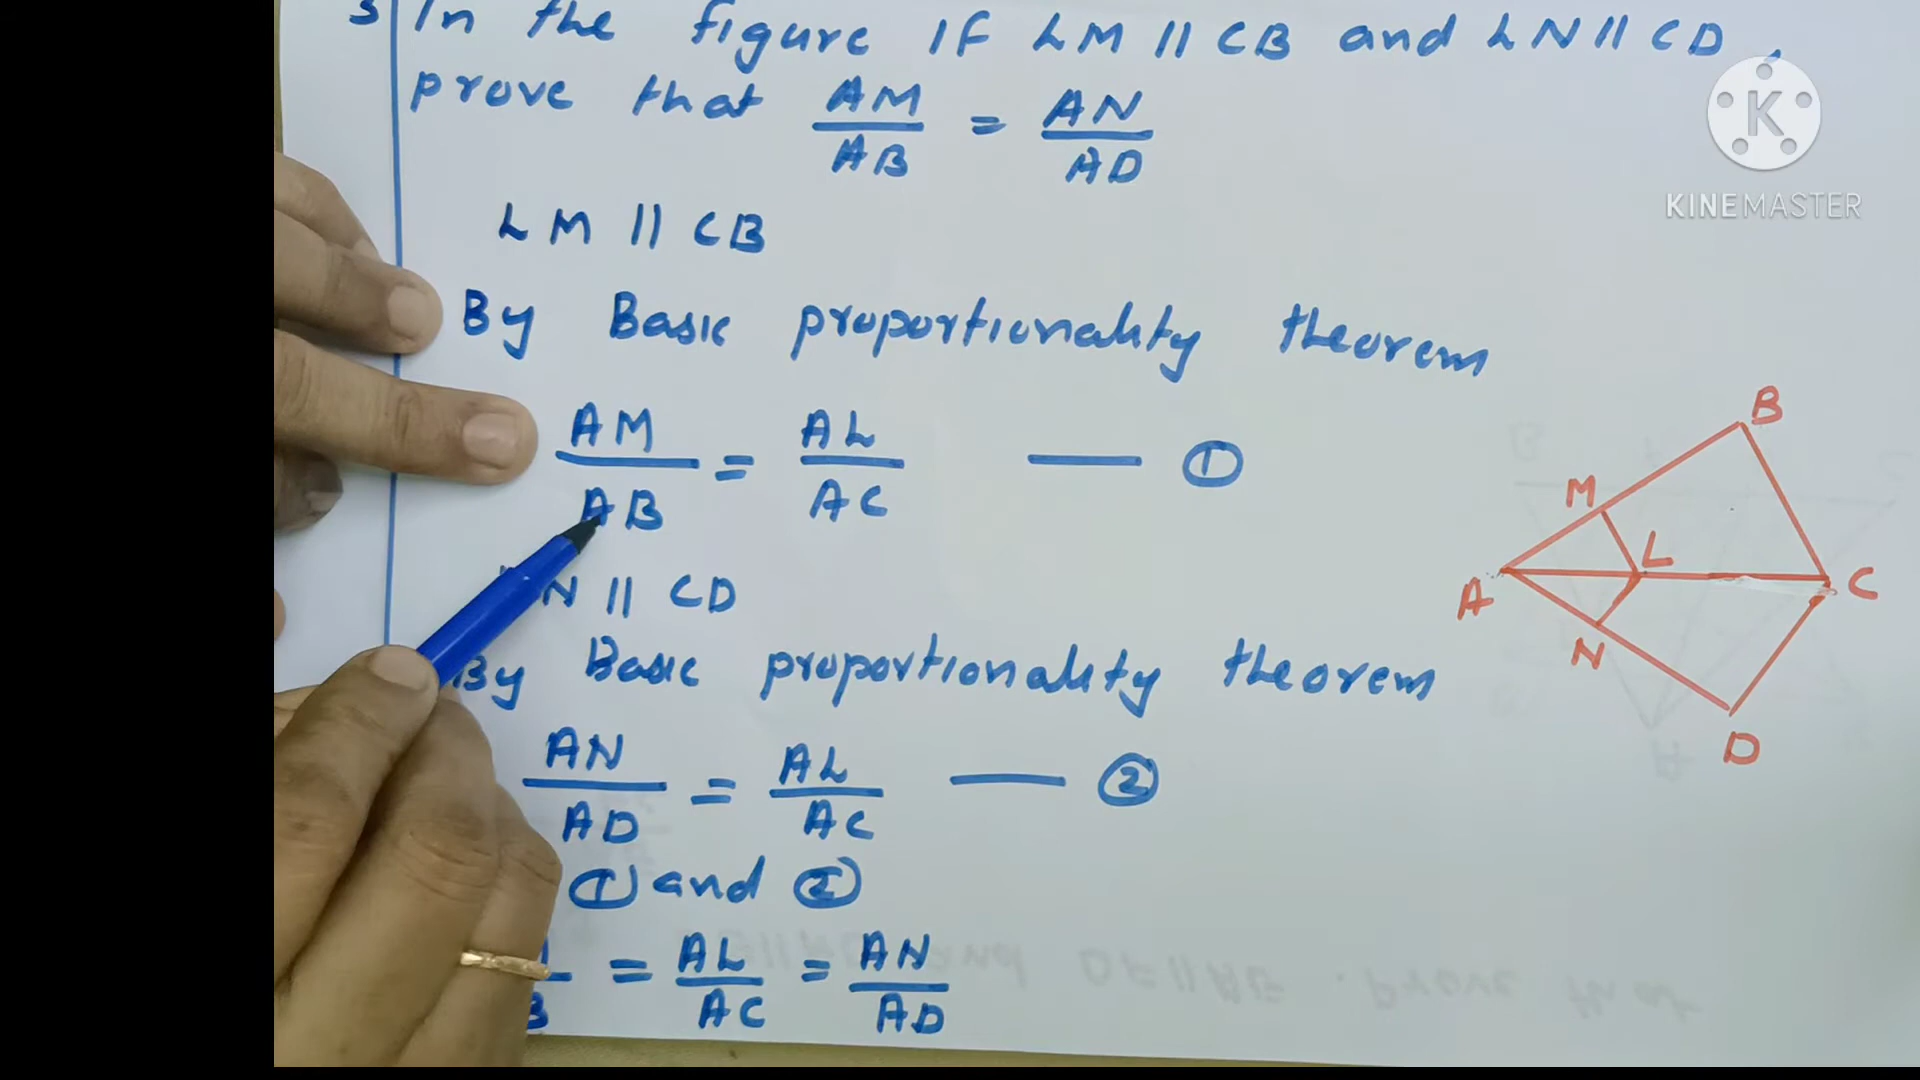 3 In the figure If LM || CB and LN || CD,
prove that AM/AB = AN/AD
K
KINEMASTER
LM || CB
By Basic proportionality theorem
AM/AB = AL/AC — ①
N || CD
By Basic proportionality theorem
AN/AD = AL/AC — ②
① and ②
= AL/AC = AN/AD
B
M
L
A
C
N
D